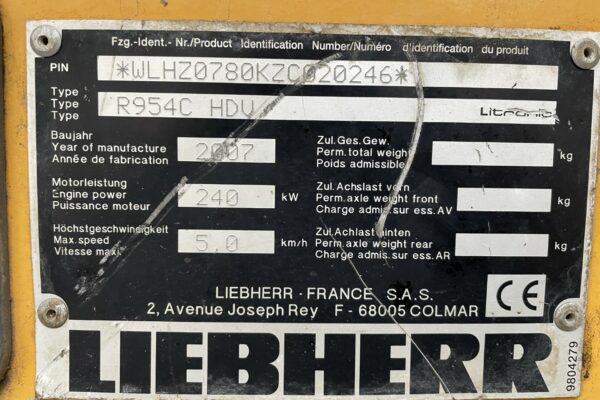 Fzg.-Ident.- Nr./Product Identification Number/Numéro d'identification du produit
PIN *WLHZ0780KZC020246*
Type
Type R954C HDV Litronic
Type
Baujahr
Year of manufacture 2007
Année de fabrication
Zul.Ges.Gew.
Perm.total weight kg
Poids admissible
Motorleistung
Engine power 240 kW
Puissance moteur
Zul.Achslast vorn
Perm.axle weight front kg
Charge admis.sur ess.AV
Höchstgeschwindigkeit
Max.speed 5.0 km/h
Vitesse maxi.
Zul.Achslast hinten
Perm.axle weight rear kg
Charge admis.sur ess.AR
LIEBHERR - FRANCE S.A.S.
2, Avenue Joseph Rey F - 68005 COLMAR
CE
LIEBHERR
9804279